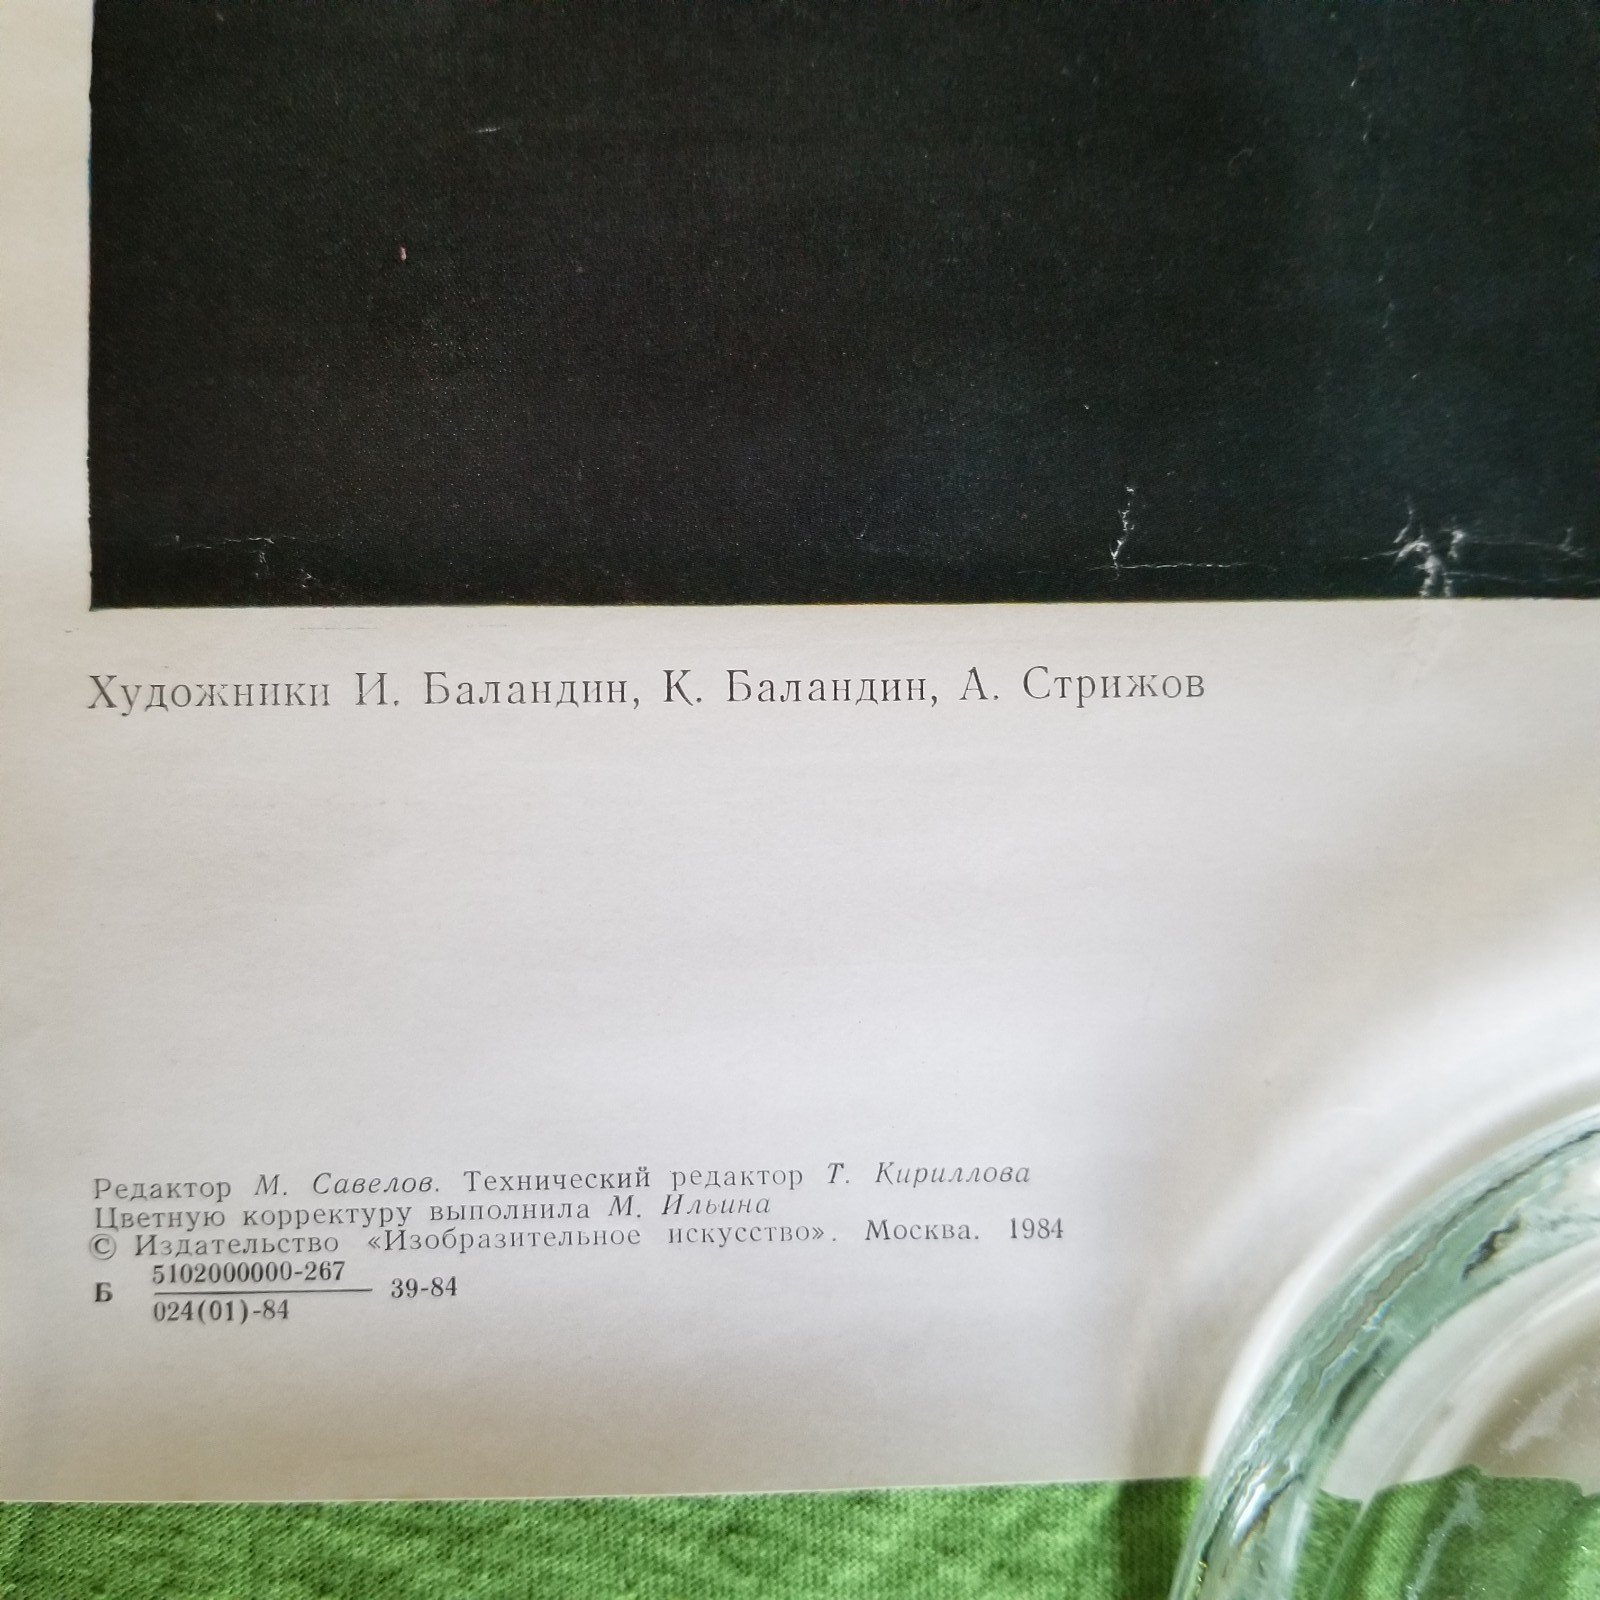 Художники И. Баландин, К. Баландин, А. Стрижов
Редактор М. Савелов. Технический редактор Т. Кириллова
Цветную корректуру выполнила М. Ильина
© Издательство «Изобразительное искусство». Москва. 1984
Б 5102000000-267 39-84
024(01)-84